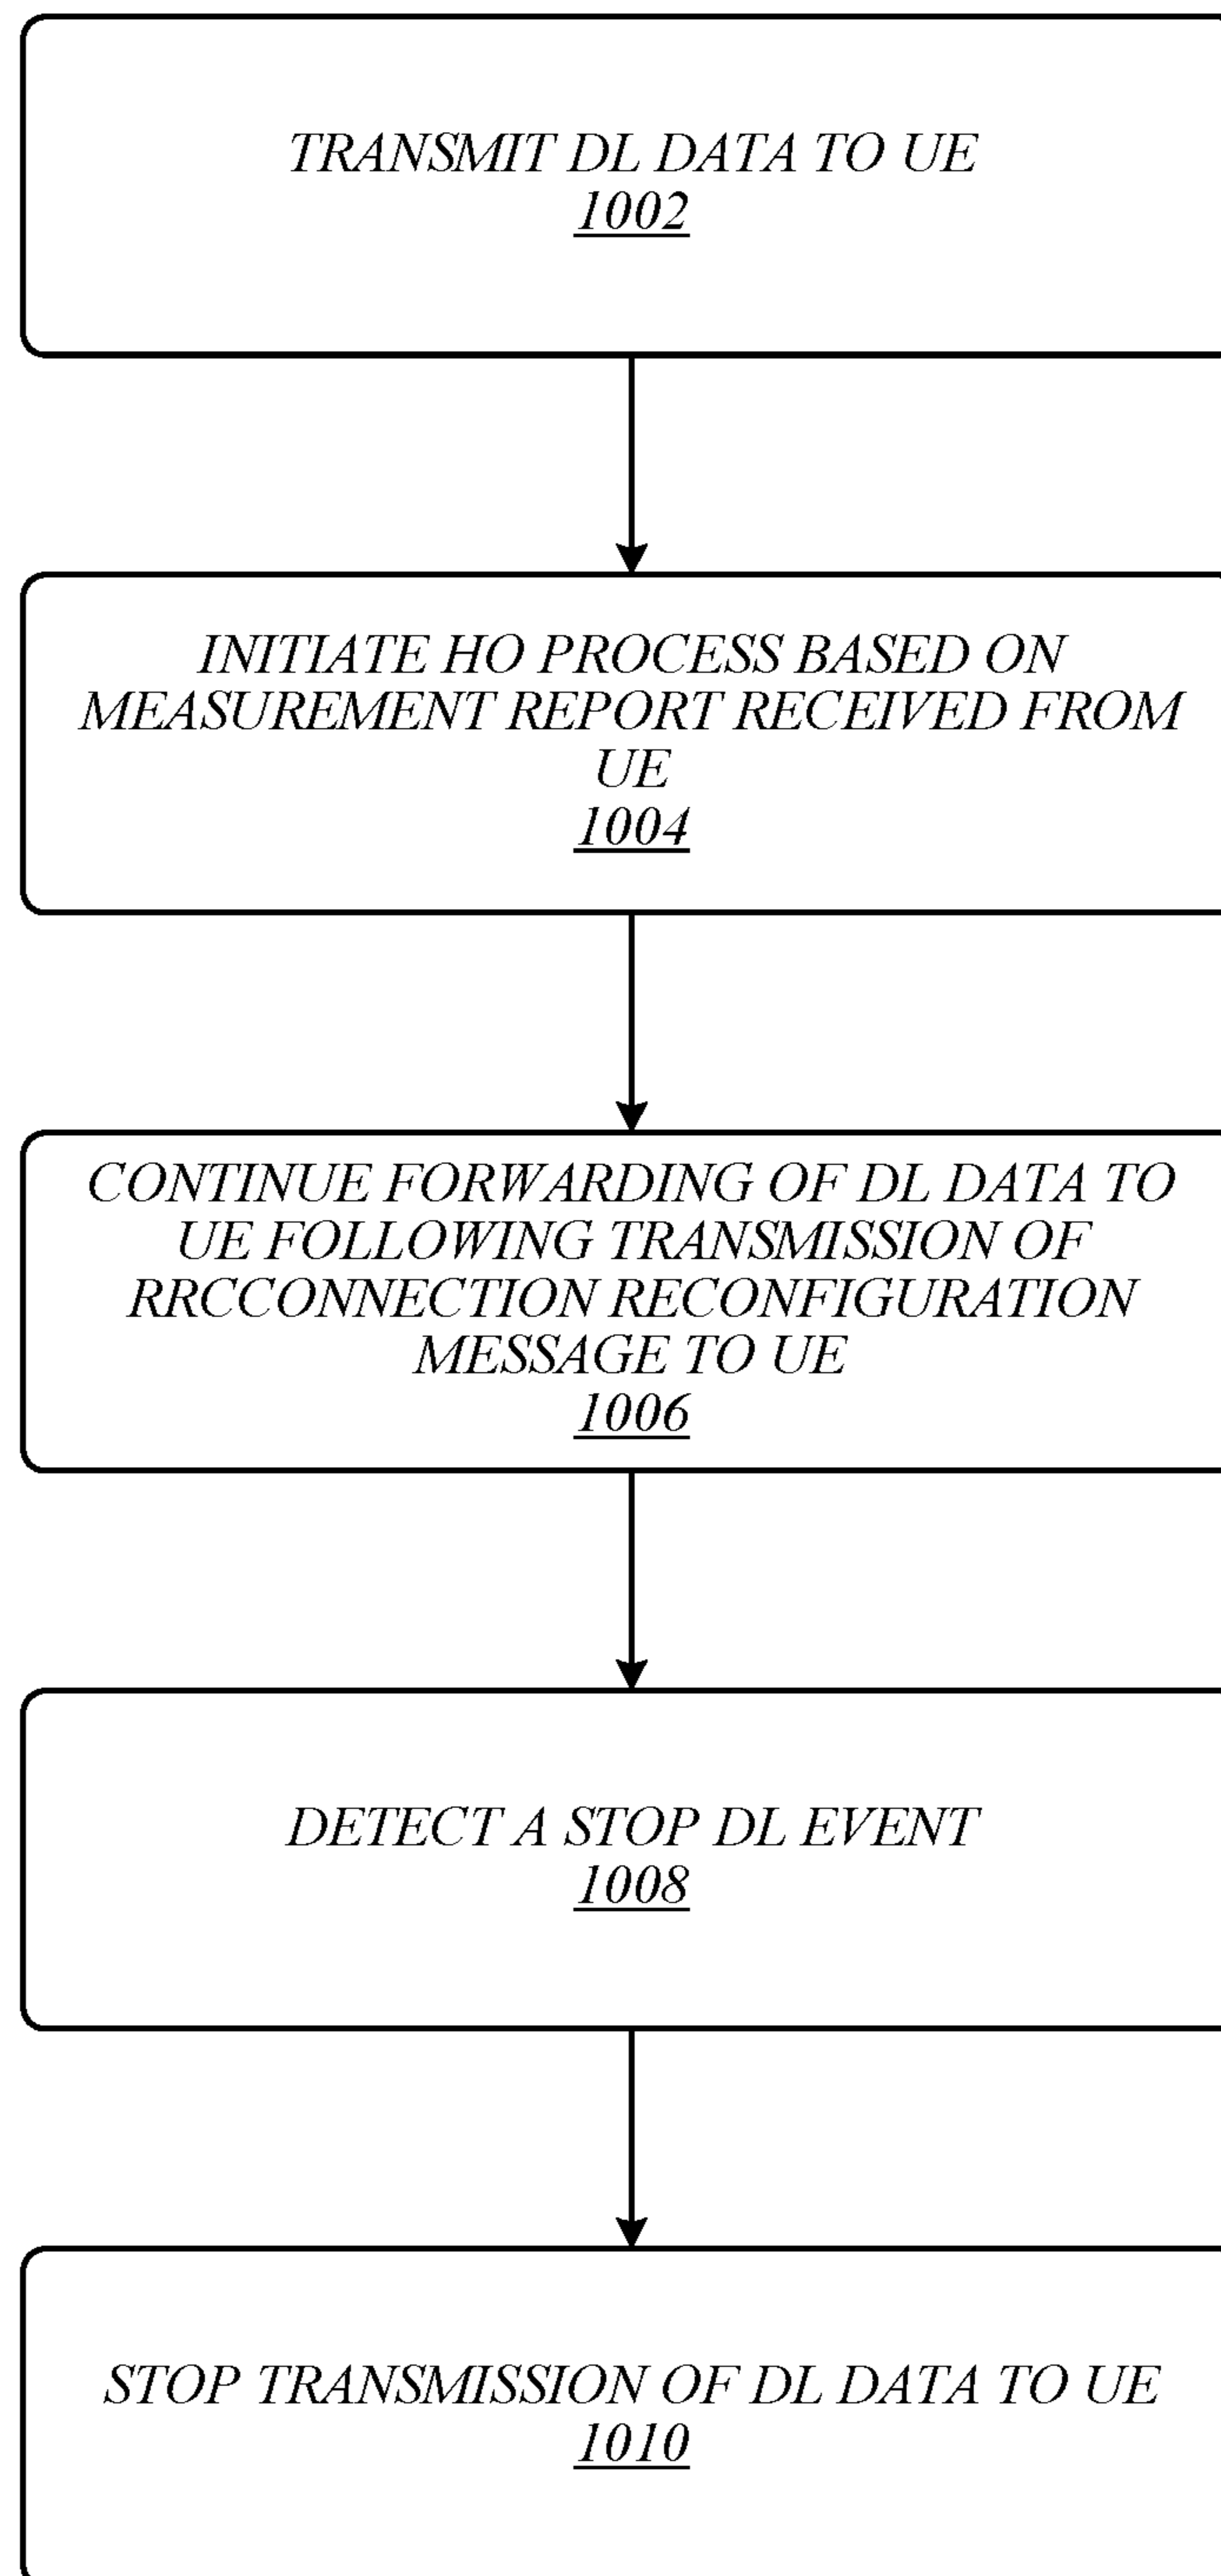 TRANSMIT DL DATA TO UE
1002
INITIATE HO PROCESS BASED ON
MEASUREMENT REPORT RECEIVED FROM
UE
1004
CONTINUE FORWARDING OF DL DATA TO
UE FOLLOWING TRANSMISSION OF
RRCCONNECTION RECONFIGURATION
MESSAGE TO UE
1006
DETECT A STOP DL EVENT
1008
STOP TRANSMISSION OF DL DATA TO UE
1010